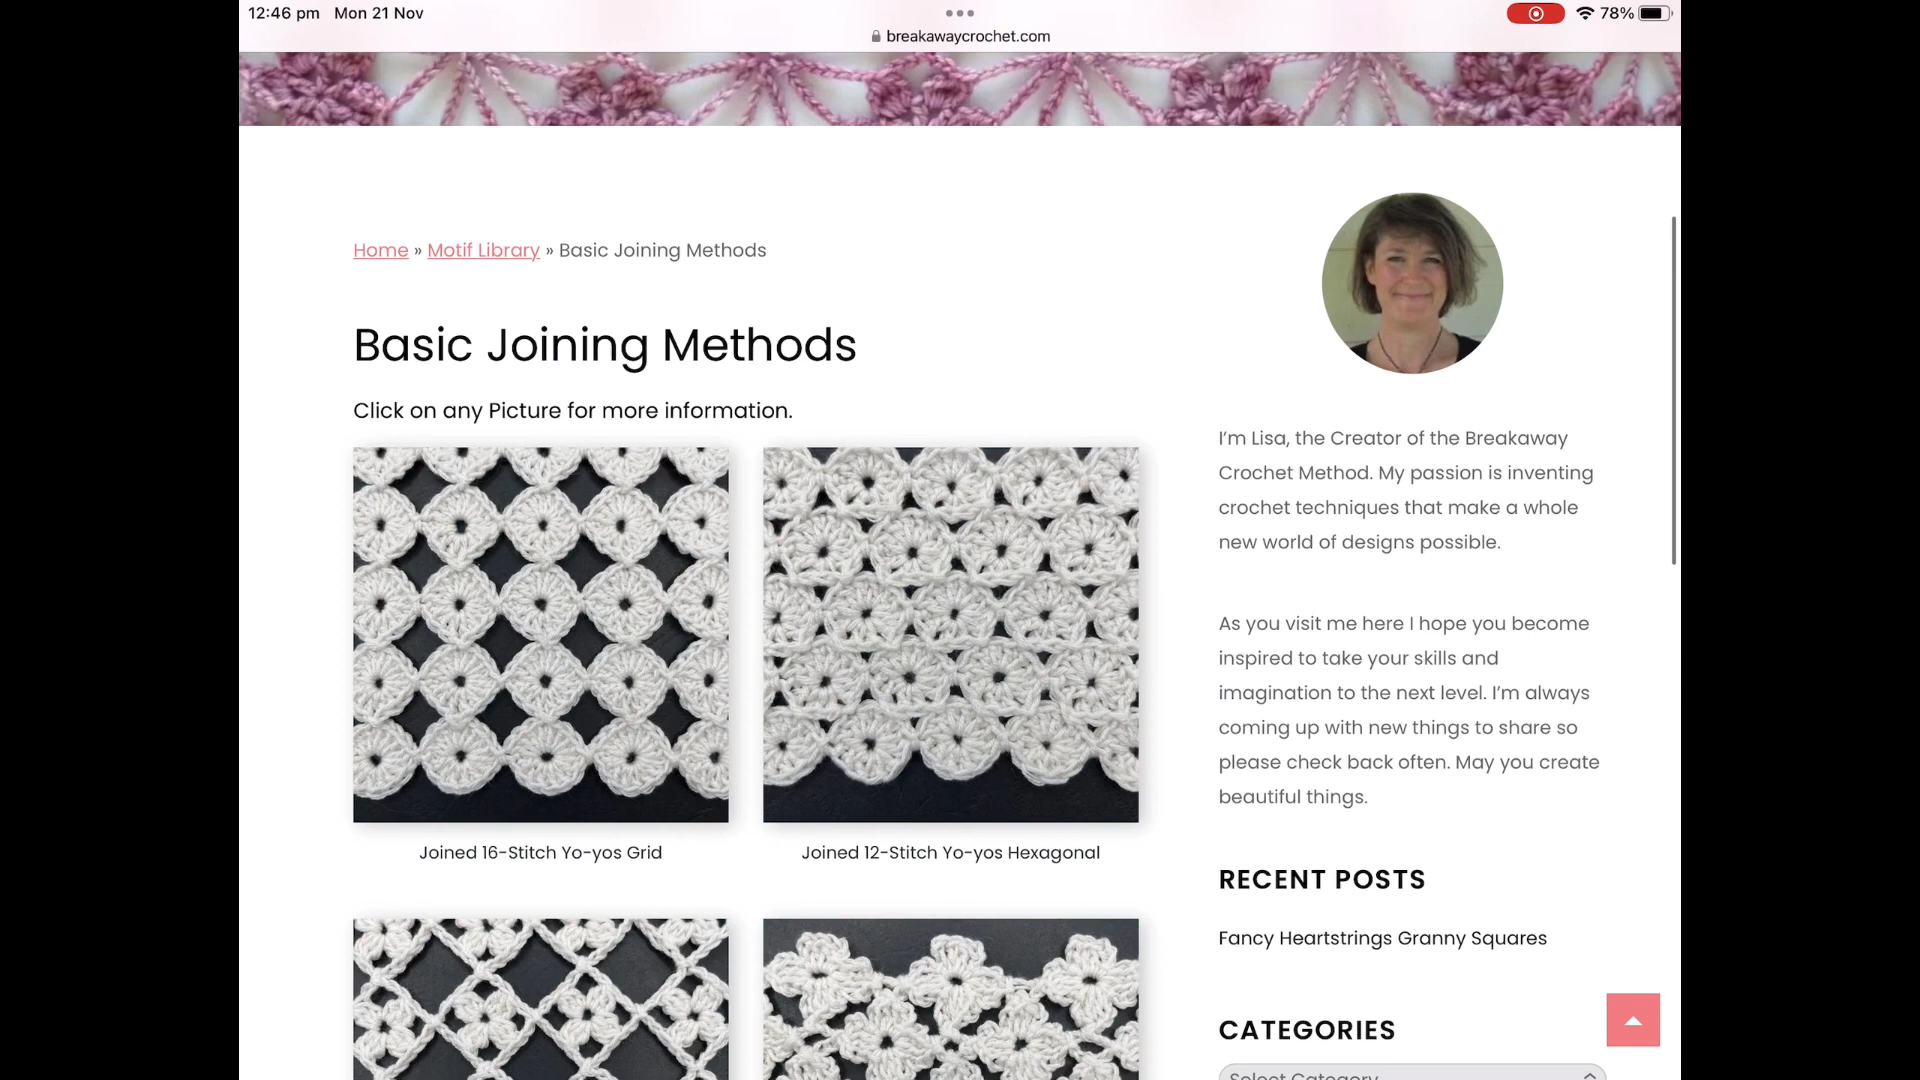 12:46 pm Mon 21 Nov
78%
breakawaycrochet.com
Home » Motif Library » Basic Joining Methods
Basic Joining Methods
Click on any Picture for more information.
Joined 16-Stitch Yo-yos Grid
Joined 12-Stitch Yo-yos Hexagonal
I'm Lisa, the Creator of the Breakaway
Crochet Method. My passion is inventing
crochet techniques that make a whole
new world of designs possible.
As you visit me here I hope you become
inspired to take your skills and
imagination to the next level. I'm always
coming up with new things to share so
please check back often. May you create
beautiful things.
RECENT POSTS
Fancy Heartstrings Granny Squares
CATEGORIES
Select Category